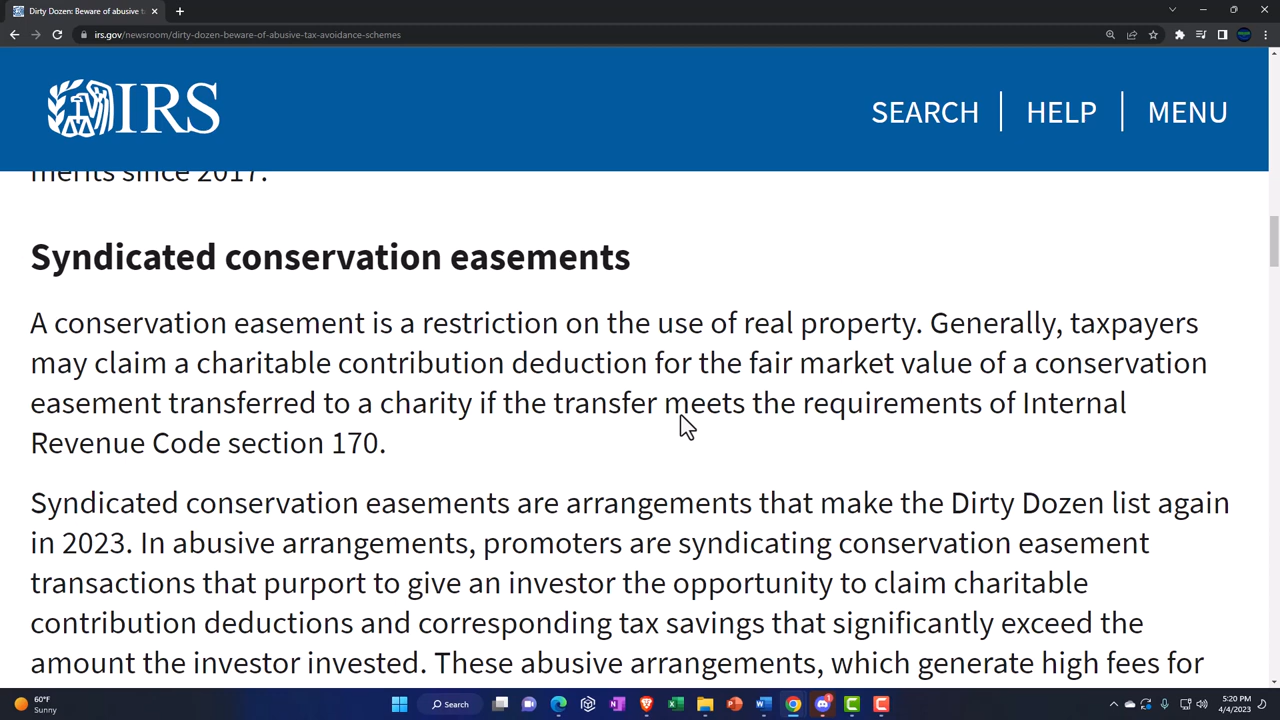 Dirty Dozen: Beware of abusive t
irs.gov/newsroom/dirty-dozen-beware-of-abusive-tax-avoidance-schemes
IRS
SEARCH
HELP
MENU
merits since 2017.
Syndicated conservation easements
A conservation easement is a restriction on the use of real property. Generally, taxpayers
may claim a charitable contribution deduction for the fair market value of a conservation
easement transferred to a charity if the transfer meets the requirements of Internal
Revenue Code section 170.
Syndicated conservation easements are arrangements that make the Dirty Dozen list again
in 2023. In abusive arrangements, promoters are syndicating conservation easement
transactions that purport to give an investor the opportunity to claim charitable
contribution deductions and corresponding tax savings that significantly exceed the
amount the investor invested. These abusive arrangements, which generate high fees for
60°F
Sunny
Search
5:20 PM
4/4/2023